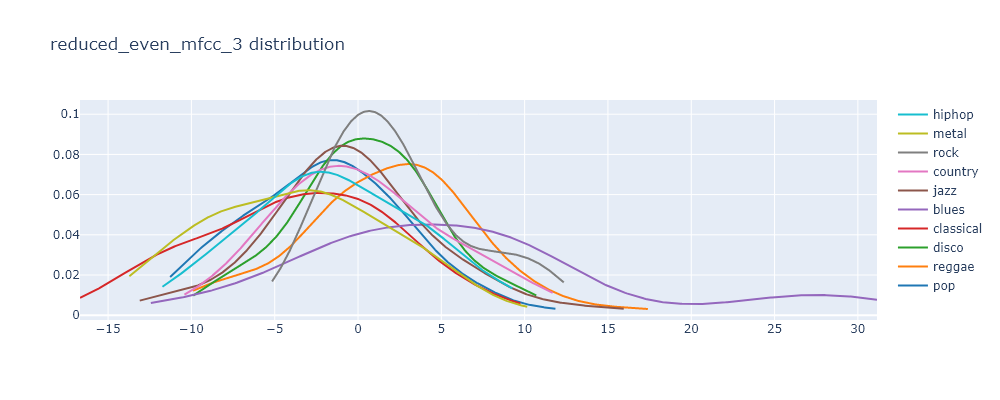 reduced_even_mfcc_3 distribution
0.1
0.08
0.06
0.04
0.02
0
−15
−10
−5
0
5
10
15
20
25
30
hiphop
metal
rock
country
jazz
blues
classical
disco
reggae
pop